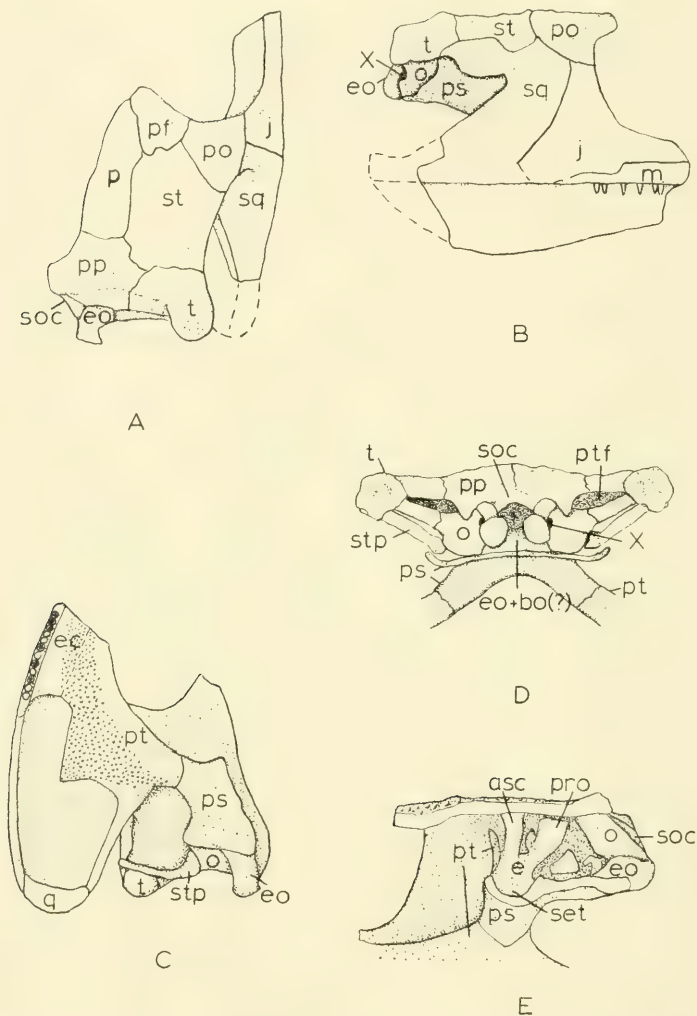 pf
j
po
p
st
sq
pp
t
soc
eo
A
st
po
t
X
o
eo
ps
sq
j
m
B
ec
pt
ps
o
t
stp
eo
q
C
soc
ptf
t
pp
o
stp
X
ps
pt
eo+bo(?)
D
asc
pro
soc
o
pt
e
eo
ps
set
E